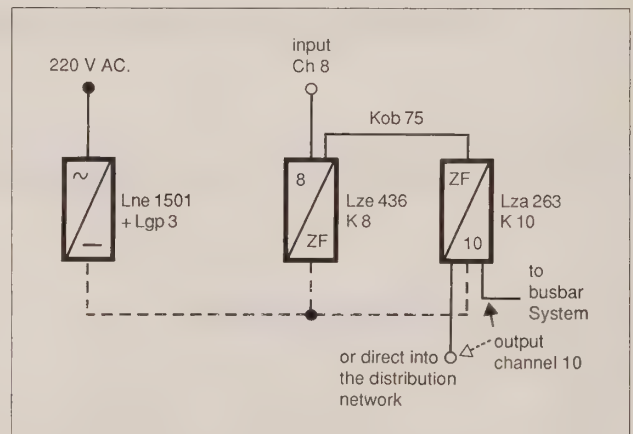 220 V AC.
input
Ch 8
Kob 75
~
Lne 1501
+ Lgp 3
8
ZF
Lze 436
K 8
ZF
10
Lza 263
K 10
to
busbar
System
output
channel 10
or direct into
the distribution
network